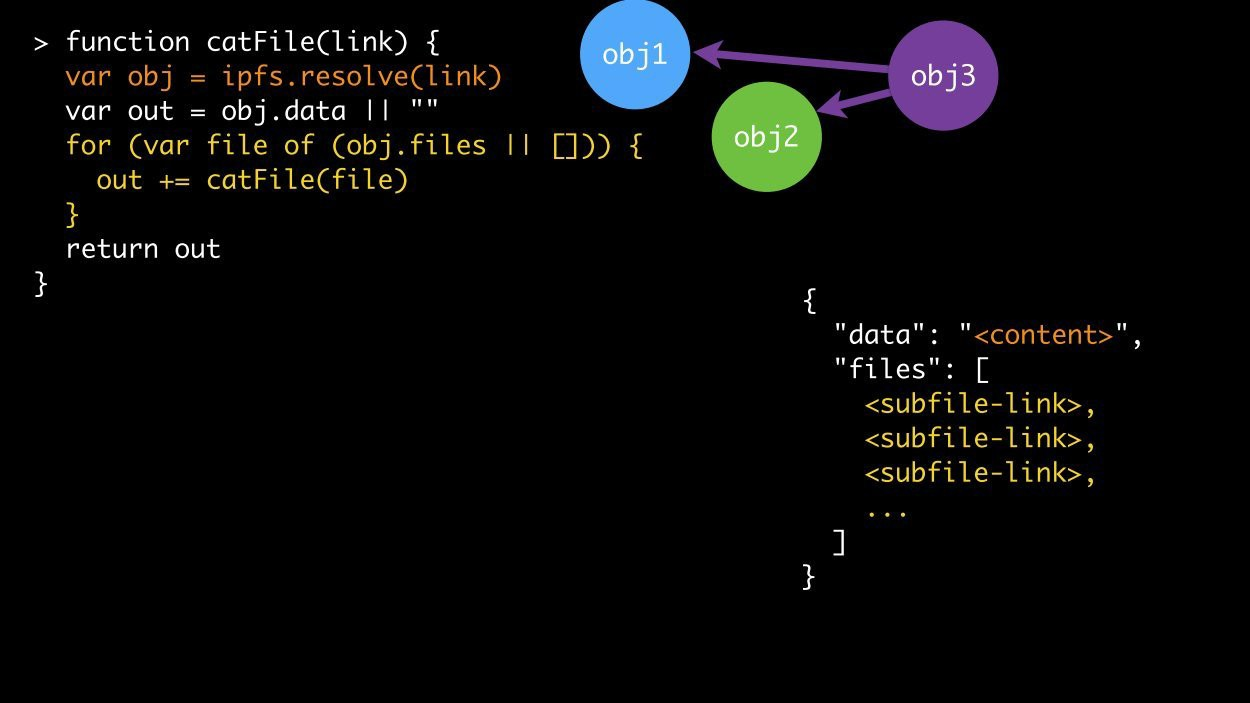 > function catFile(link) {
  var obj = ipfs.resolve(link)
  var out = obj.data || ""
  for (var file of (obj.files || [])) {
    out += catFile(file)
  }
  return out
}
obj1
obj3
obj2
{
  "data": "<content>",
  "files": [
    <subfile-link>,
    <subfile-link>,
    <subfile-link>,
    ...
  ]
}